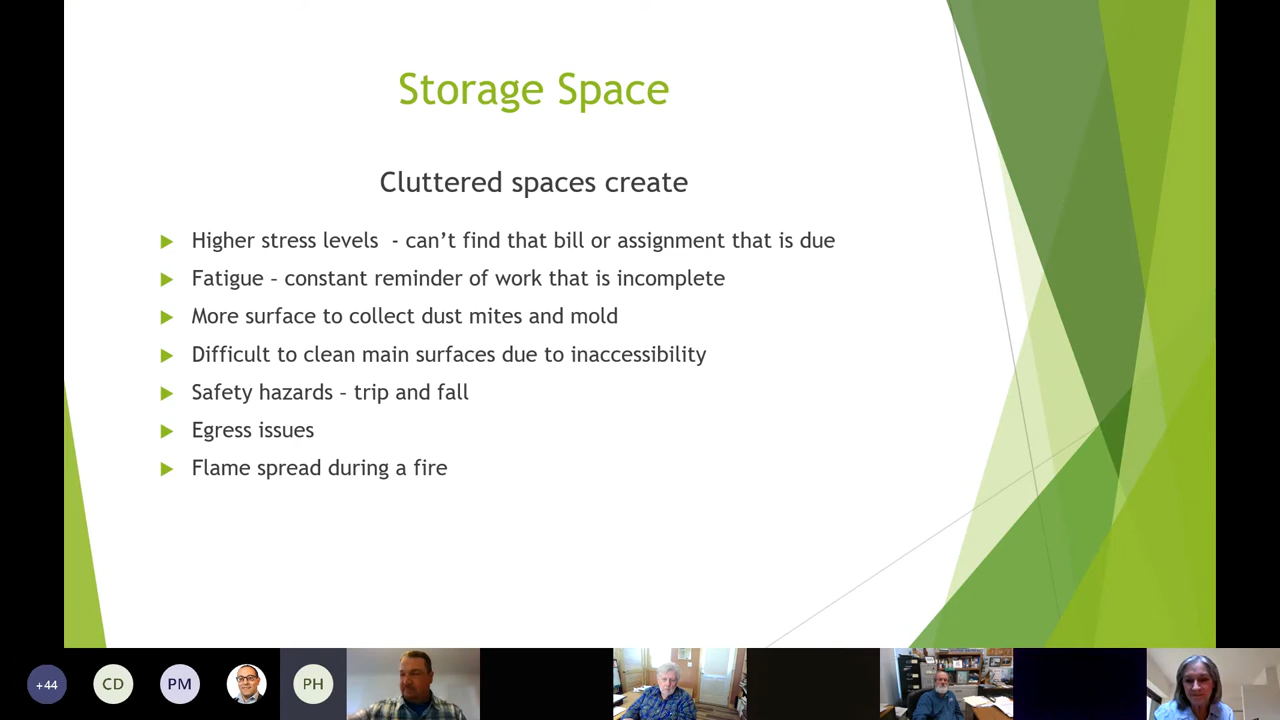 Storage Space
Cluttered spaces create
Higher stress levels - can't find that bill or assignment that is due
Fatigue – constant reminder of work that is incomplete
More surface to collect dust mites and mold
Difficult to clean main surfaces due to inaccessibility
Safety hazards – trip and fall
Egress issues
Flame spread during a fire
+44 CD PM PH